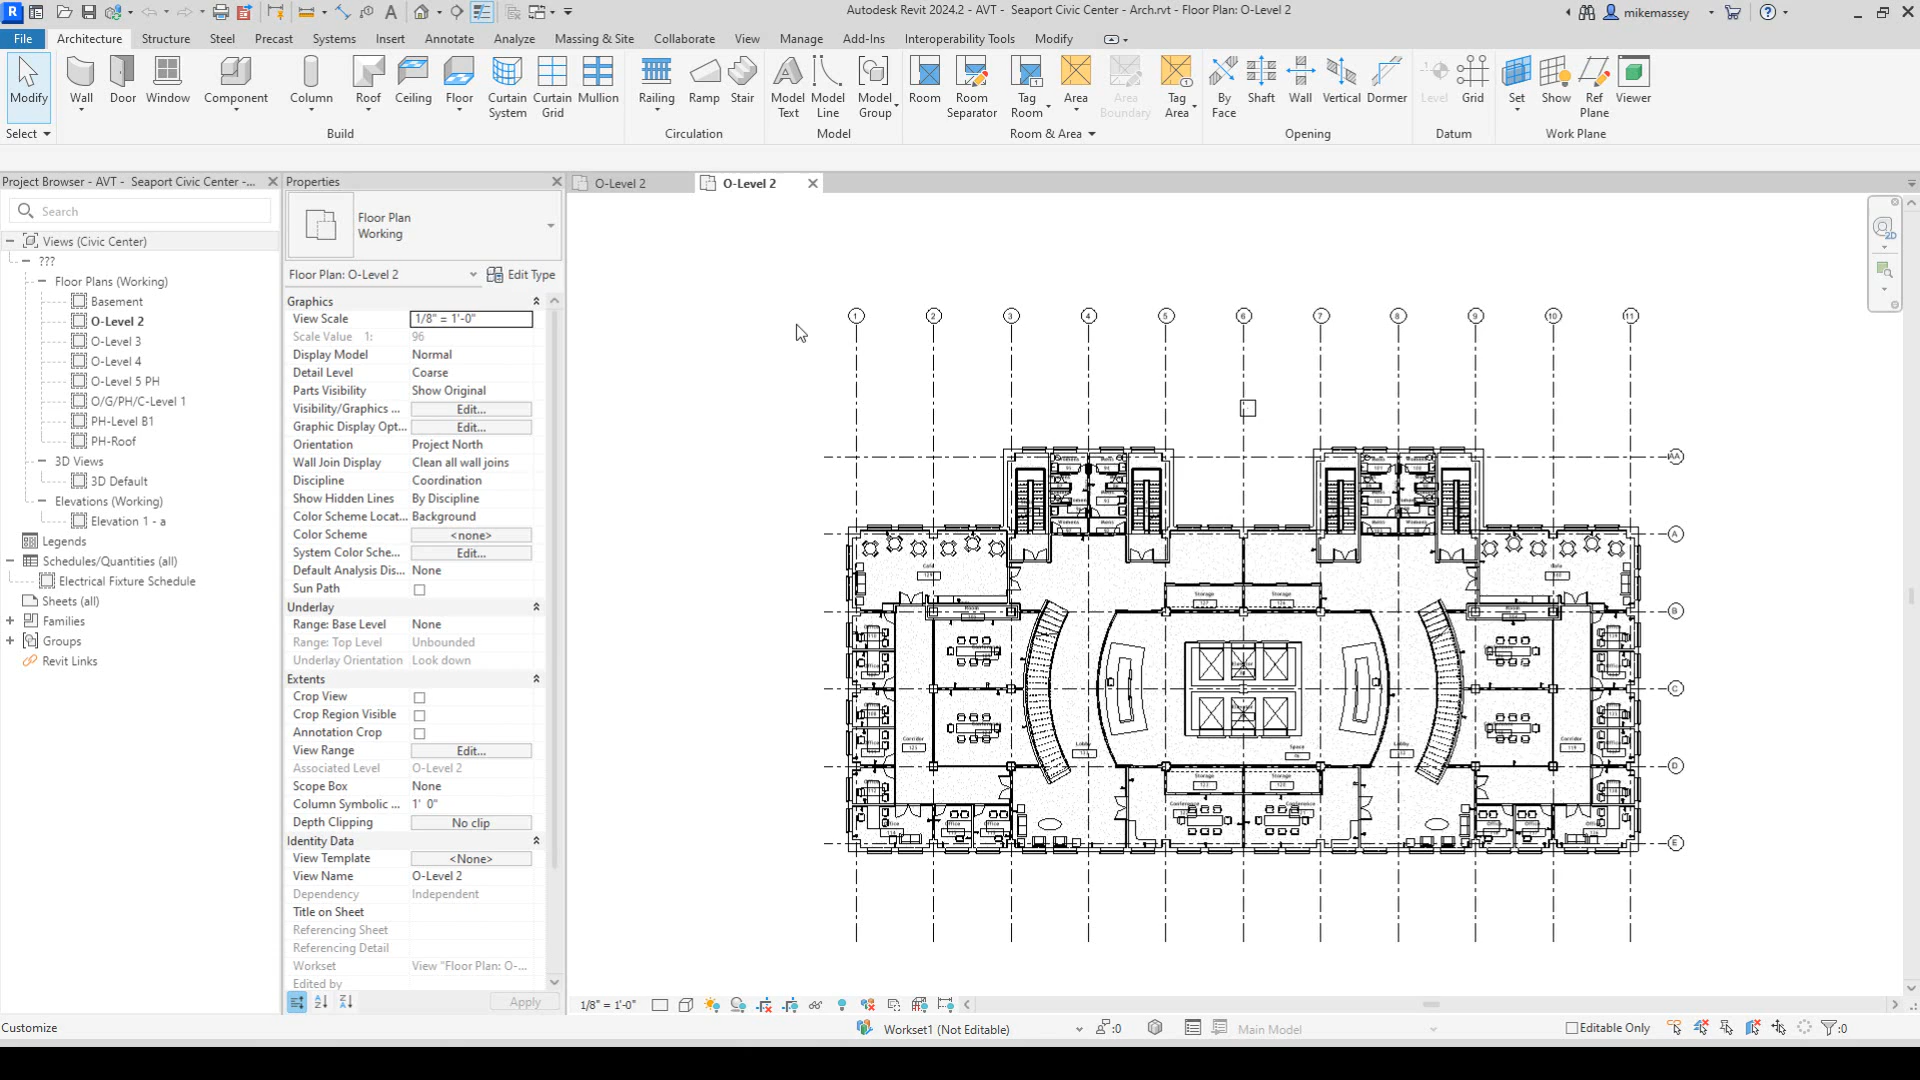 Autodesk Revit 2024.2 - AVT - Seaport Civic Center - Arch.rvt - Floor Plan: O-Level 2
mikemassey
File Architecture Structure Steel Precast Systems Insert Annotate Analyze Massing & Site Collaborate View Manage Add-Ins Interoperability Tools Modify
Modify Wall Door Window Component Column Roof Ceiling Floor Curtain System Curtain Grid Mullion Railing Ramp Stair Model Text Model Line Model Group Room Room Separator Tag Room Area Area Boundary Tag Area By Face Shaft Wall Vertical Dormer Level Grid Set Show Ref Plane Viewer
Select Build Circulation Model Room & Area Opening Datum Work Plane
Project Browser - AVT - Seaport Civic Center -...
Search
Views (Civic Center)
???
Floor Plans (Working)
Basement
O-Level 2
O-Level 3
O-Level 4
O-Level 5 PH
O/G/PH/C-Level 1
PH-Level B1
PH-Roof
3D Views
3D Default
Elevations (Working)
Elevation 1 - a
Legends
Schedules/Quantities (all)
Electrical Fixture Schedule
Sheets (all)
Families
Groups
Revit Links
Properties
Floor Plan
Working
Floor Plan: O-Level 2 Edit Type
Graphics
View Scale 1/8" = 1'-0"
Scale Value 1: 96
Display Model Normal
Detail Level Coarse
Parts Visibility Show Original
Visibility/Graphics ... Edit...
Graphic Display Opt... Edit...
Orientation Project North
Wall Join Display Clean all wall joins
Discipline Coordination
Show Hidden Lines By Discipline
Color Scheme Locat... Background
Color Scheme <none>
System Color Sche... Edit...
Default Analysis Dis... None
Sun Path
Underlay
Range: Base Level None
Range: Top Level Unbounded
Underlay Orientation Look down
Extents
Crop View
Crop Region Visible
Annotation Crop
View Range Edit...
Associated Level O-Level 2
Scope Box None
Column Symbolic ... 1' 0"
Depth Clipping No clip
Identity Data
View Template <None>
View Name O-Level 2
Dependency Independent
Title on Sheet
Referencing Sheet
Referencing Detail
Workset View "Floor Plan: O-...
Edited by
Apply
O-Level 2 O-Level 2
2D
1 2 3 4 5 6 7 8 9 10 11
AA
A
Storage Storage
B
C
Corridor Lobby Space Lobby Corridor
D
Storage Storage
Conference Conference
E
1/8" = 1'-0"
Customize
Workset1 (Not Editable) :0 Main Model Editable Only :0